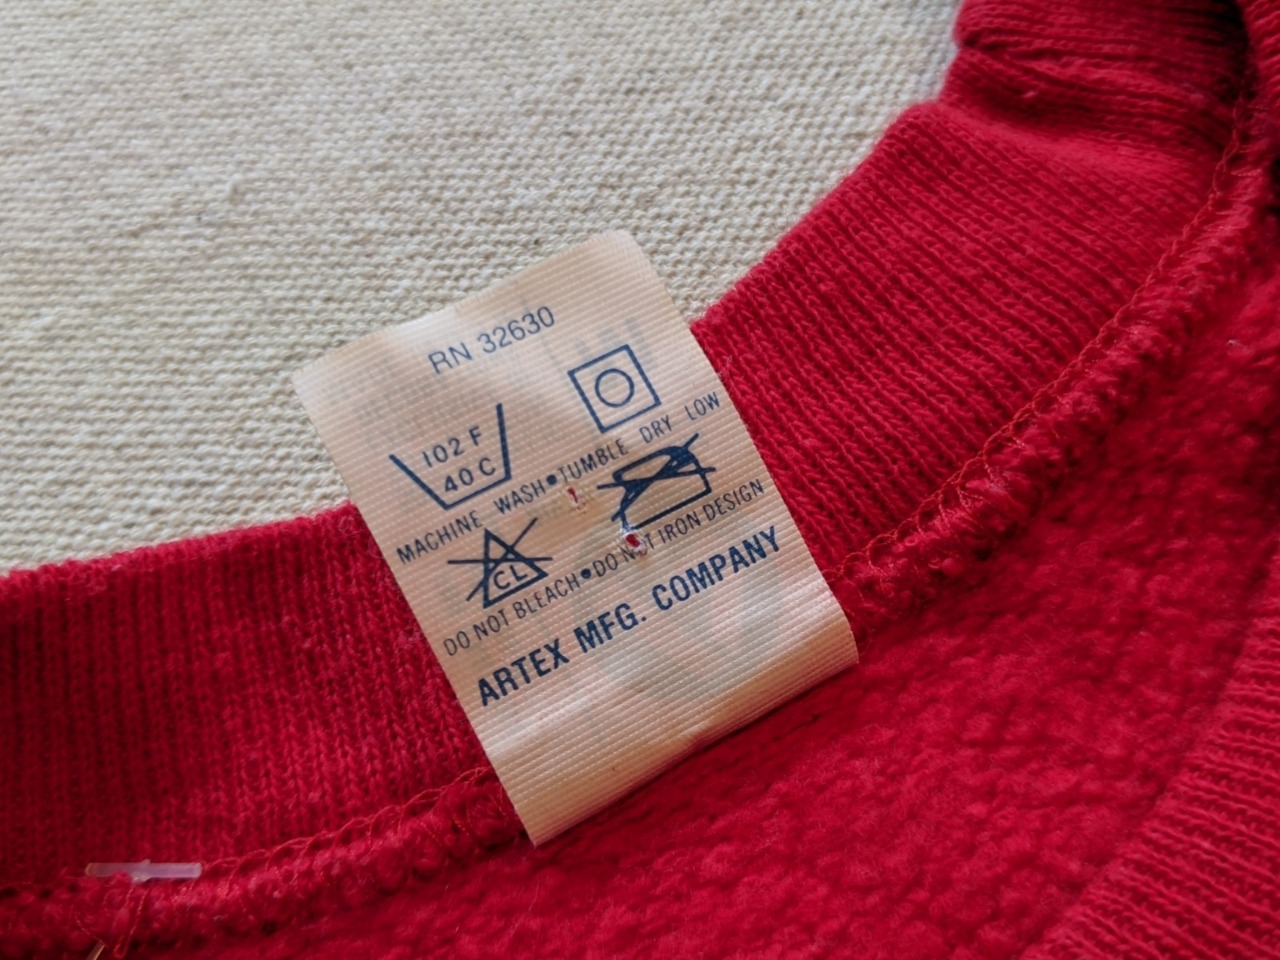 RN 32630
102 F
40 C
MACHINE WASH•TUMBLE DRY LOW
CL
DO NOT BLEACH•DO NOT IRON DESIGN
ARTEX MFG. COMPANY